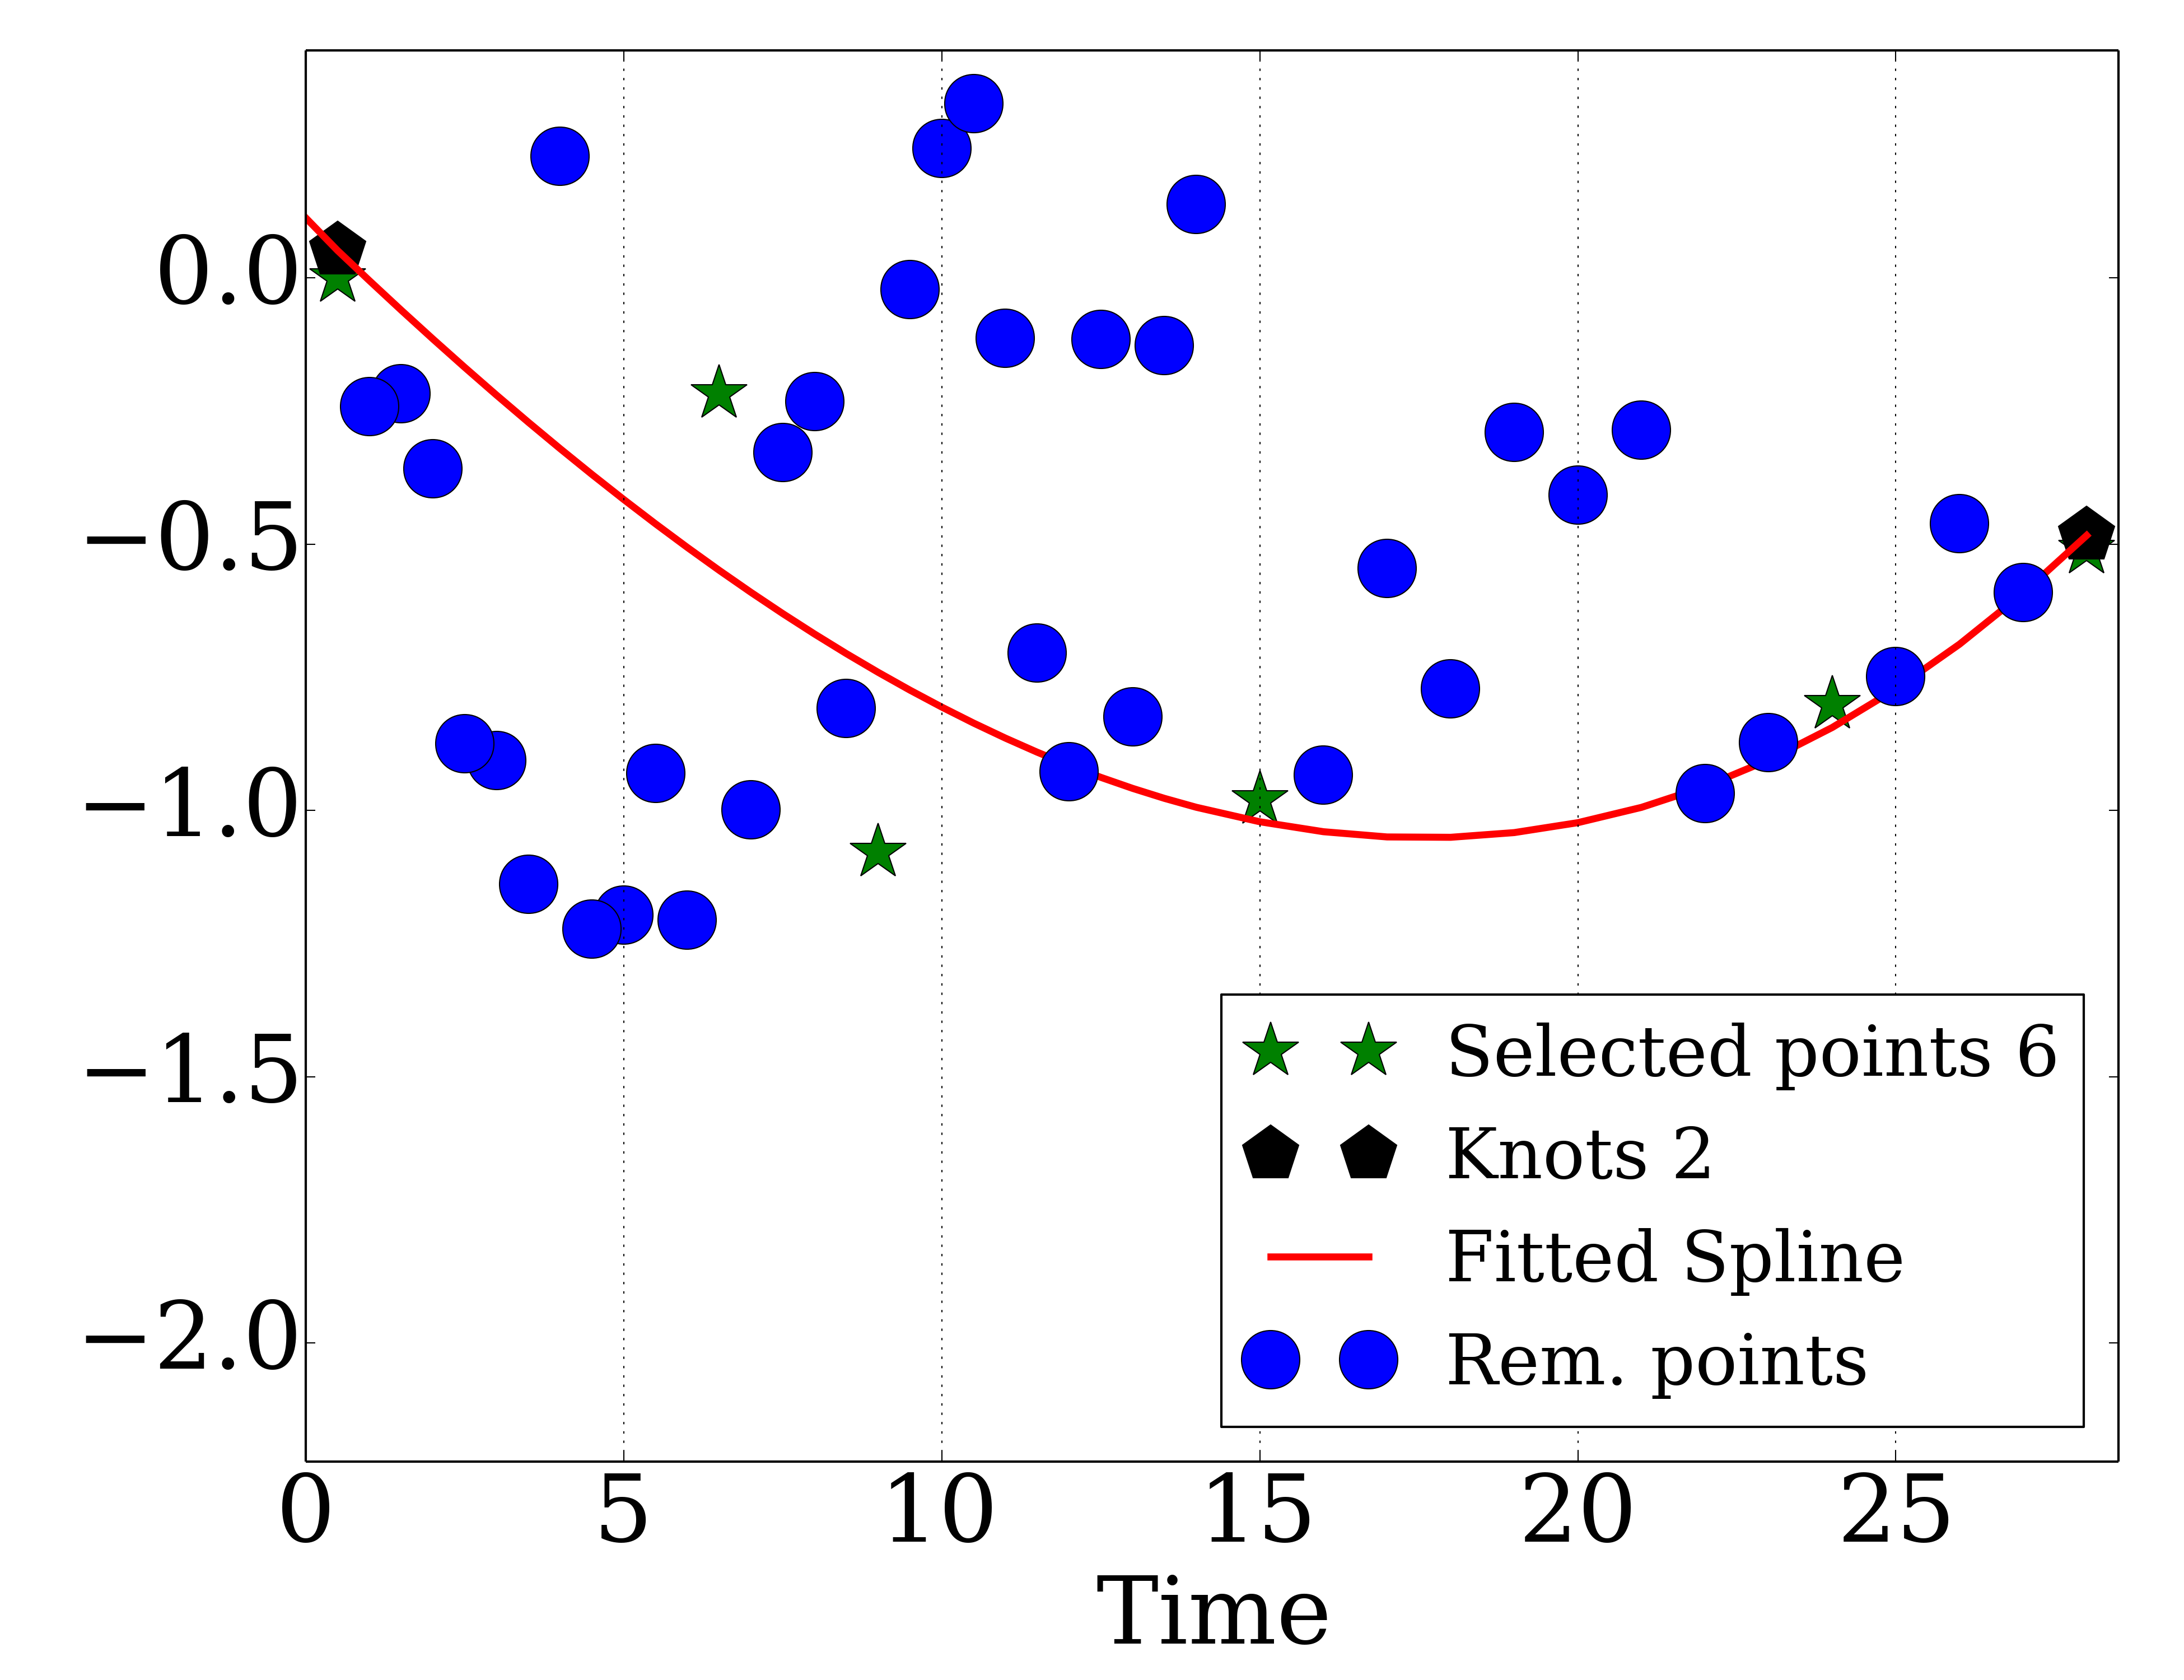 0.0
−0.5
−1.0
−1.5
−2.0
Selected points 6
Knots 2
Fitted Spline
Rem. points
0 5 10 15 20 25
Time